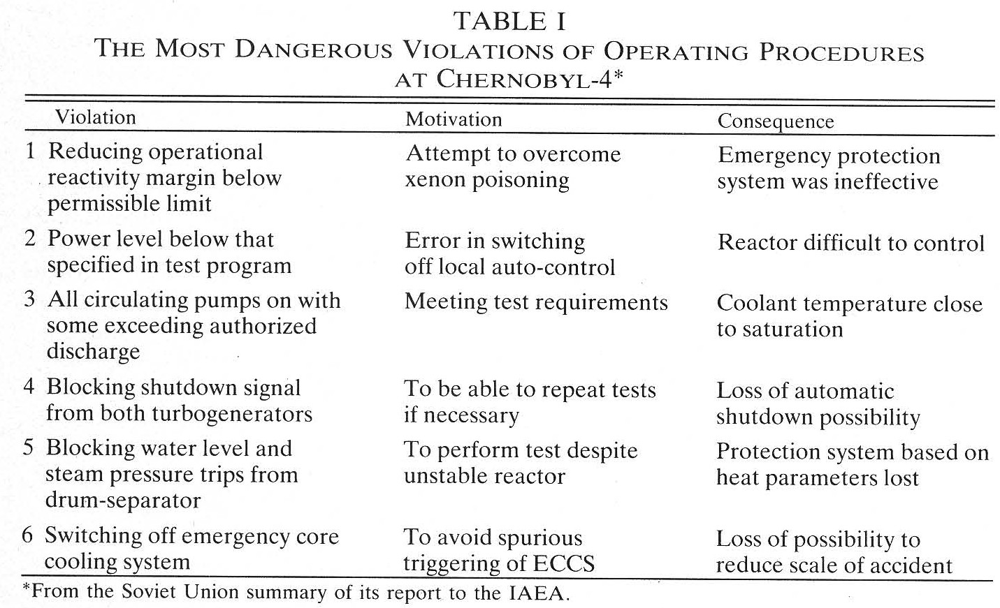 TABLE I
THE MOST DANGEROUS VIOLATIONS OF OPERATING PROCEDURES
AT CHERNOBYL-4*
Violation Motivation Consequence
1 Reducing operational reactivity margin below permissible limit Attempt to overcome xenon poisoning Emergency protection system was ineffective
2 Power level below that specified in test program Error in switching off local auto-control Reactor difficult to control
3 All circulating pumps on with some exceeding authorized discharge Meeting test requirements Coolant temperature close to saturation
4 Blocking shutdown signal from both turbogenerators To be able to repeat tests if necessary Loss of automatic shutdown possibility
5 Blocking water level and steam pressure trips from drum-separator To perform test despite unstable reactor Protection system based on heat parameters lost
6 Switching off emergency core cooling system To avoid spurious triggering of ECCS Loss of possibility to reduce scale of accident
*From the Soviet Union summary of its report to the IAEA.